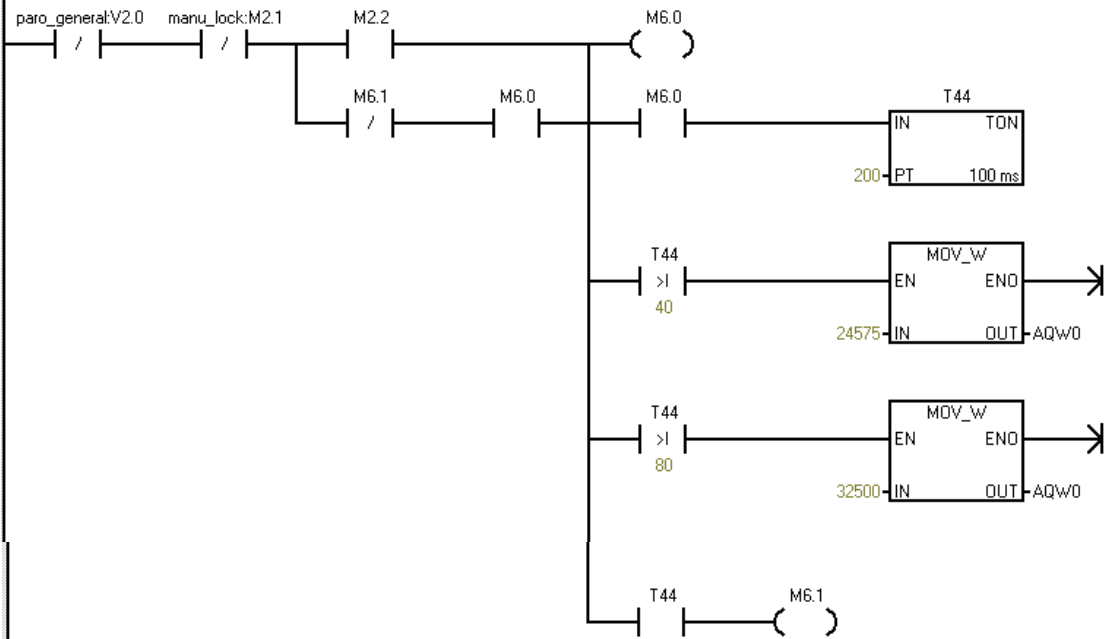 paro_general:V2.0 manu_lock:M2.1 M2.2 M6.0
/ /
M6.1 M6.0 M6.0 T44
/ IN TON
200 PT 100 ms
T44 MOV_W
>I EN ENO
40
24575 IN OUT AQW0
T44 MOV_W
>I EN ENO
80
32500 IN OUT AQW0
T44 M6.1